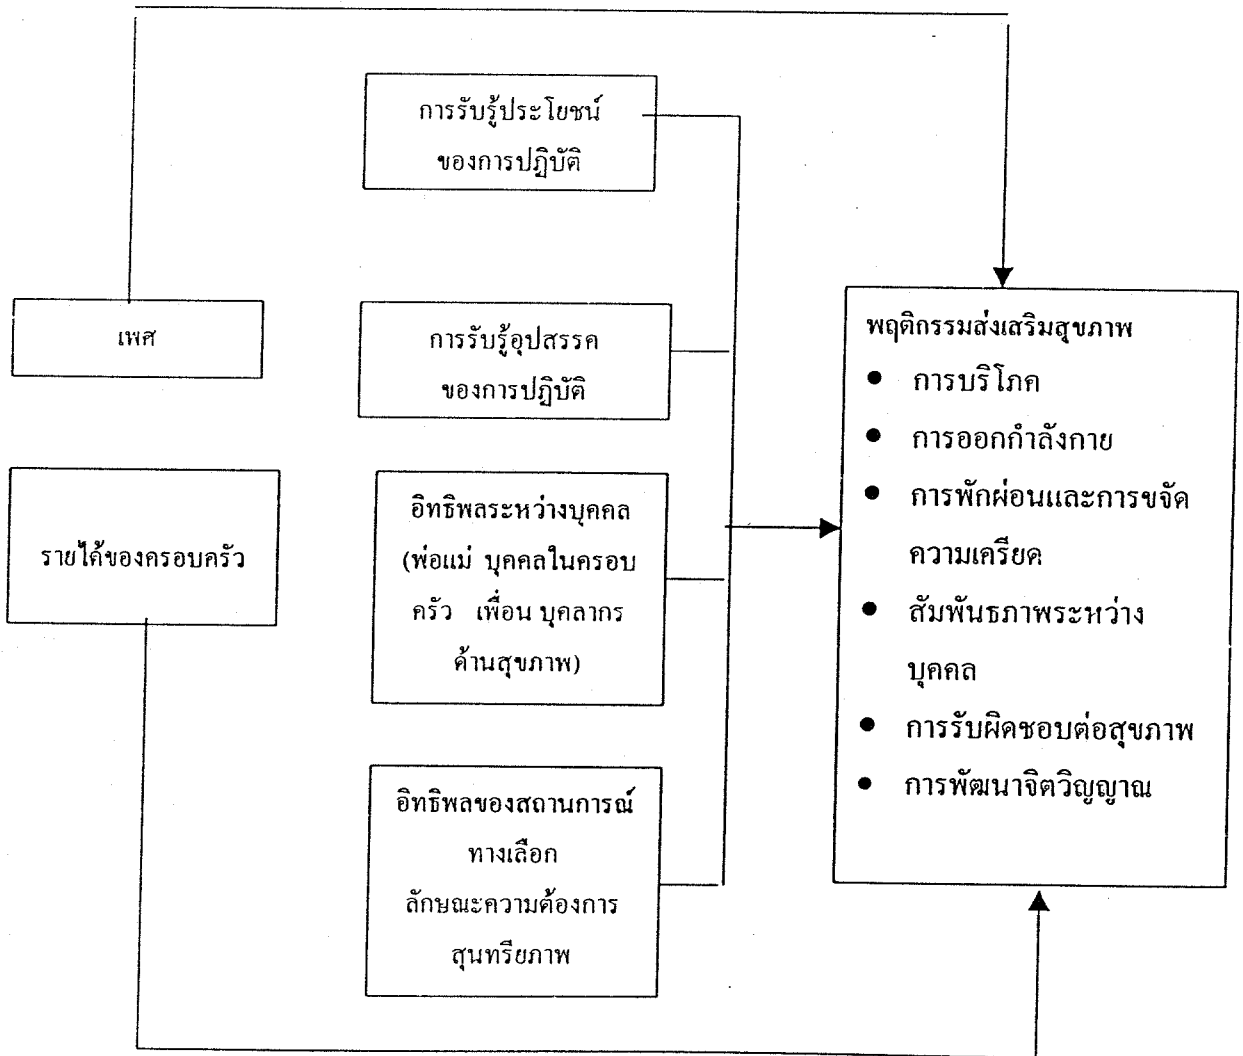 การรับรู้ประโยชน์
ของการปฏิบัติ
เพศ
การรับรู้อุปสรรค
ของการปฏิบัติ
รายได้ของครอบครัว
อิทธิพลระหว่างบุคคล
(พ่อแม่ บุคคลในครอบ
ครัว เพื่อน บุคลากร
ด้านสุขภาพ)
อิทธิพลของสถานการณ์
ทางเลือก
ลักษณะความต้องการ
สุนทรียภาพ
พฤติกรรมส่งเสริมสุขภาพ
● การบริโภค
● การออกกำลังกาย
● การพักผ่อนและการขจัด
ความเครียด
● สัมพันธภาพระหว่าง
บุคคล
● การรับผิดชอบต่อสุขภาพ
● การพัฒนาจิตวิญญาณ